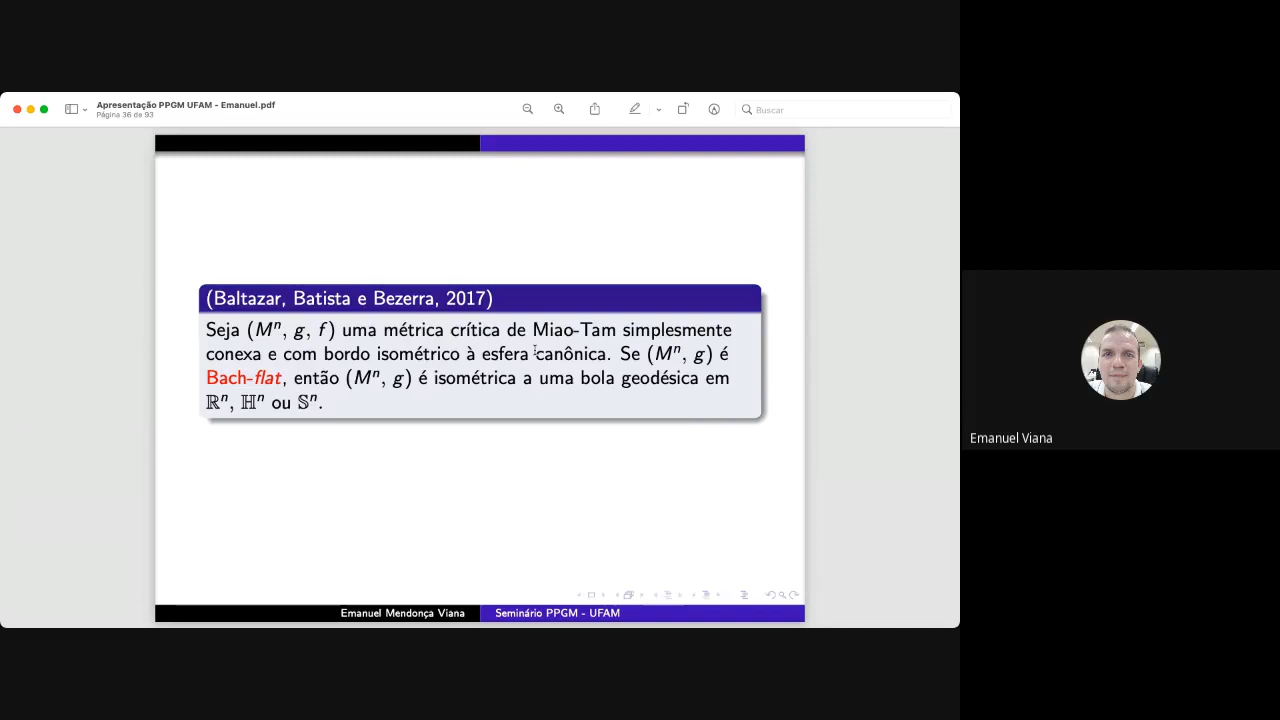 Apresentação PPGM UFAM - Emanuel.pdf
Página 36 de 93
Buscar
(Baltazar, Batista e Bezerra, 2017)
Seja (Mⁿ, g, f) uma métrica crítica de Miao-Tam simplesmente
conexa e com bordo isométrico à esfera canônica. Se (Mⁿ, g) é
Bach-flat, então (Mⁿ, g) é isométrica a uma bola geodésica em
ℝⁿ, ℍⁿ ou 𝕊ⁿ.
Emanuel Mendonça Viana
Seminário PPGM - UFAM
Emanuel Viana